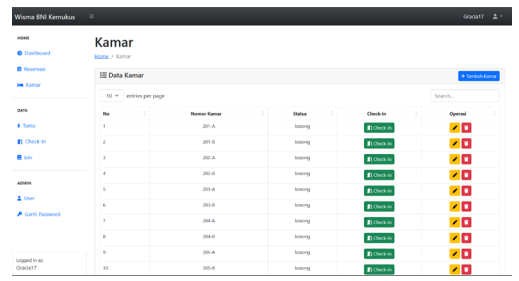 Wisma BNI Kemukus
Gracia17
HOME
Dashboard
Reservasi
Kamar
DATA
Tamu
Check-In
Isin
ADMIN
User
Ganti Password
Logged in as:
Gracia17
Kamar
Home / Kamar
Data Kamar
+ Tambah Kamar
10 entries per page
Search...
No Nomor Kamar Status Check-In Operasi
1 201-A kosong Check-in
2 201-B kosong Check-in
3 202-A kosong Check-in
4 202-B kosong Check-in
5 203-A kosong Check-in
6 203-B kosong Check-in
7 204-A kosong Check-in
8 204-B kosong Check-in
9 205-A kosong Check-in
10 205-B kosong Check-in